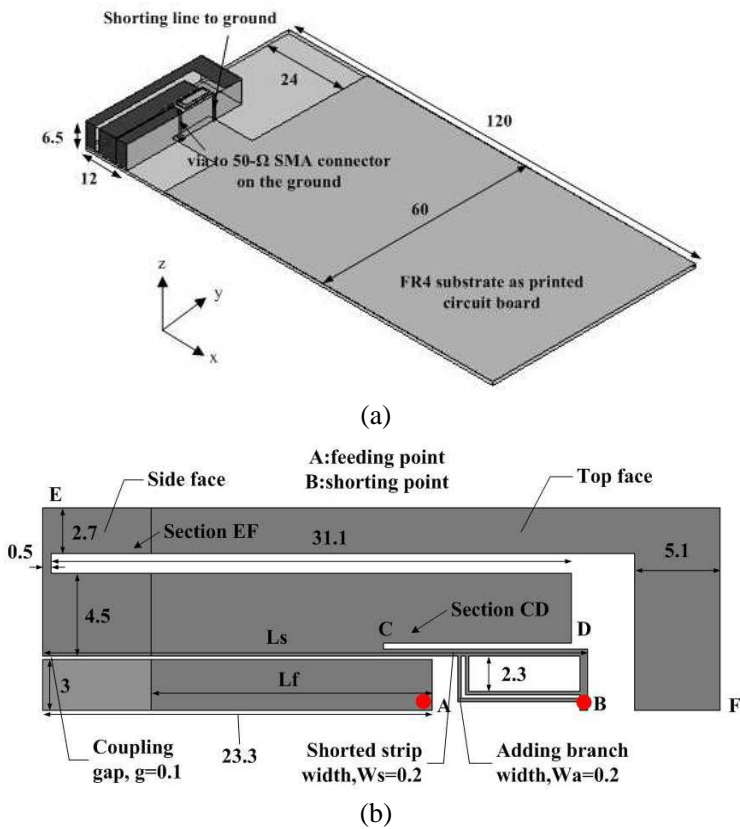 Shorting line to ground
24
120
6.5
12
via to 50-Ω SMA connector
on the ground
60
FR4 substrate as printed
circuit board
z
y
x
(a)
A:feeding point
B:shorting point
E
Side face
Top face
2.7
Section EF
0.5
31.1
5.1
4.5
Section CD
Ls
C
D
3
Lf
2.3
A
B
F
23.3
Coupling
gap, g=0.1
Shorted strip
width,Ws=0.2
Adding branch
width,Wa=0.2
(b)